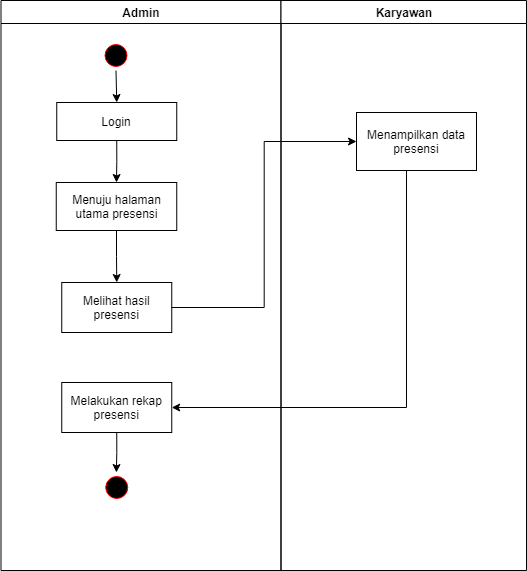 Admin
Karyawan
Login
Menuju halaman
utama presensi
Melihat hasil
presensi
Menampilkan data
presensi
Melakukan rekap
presensi